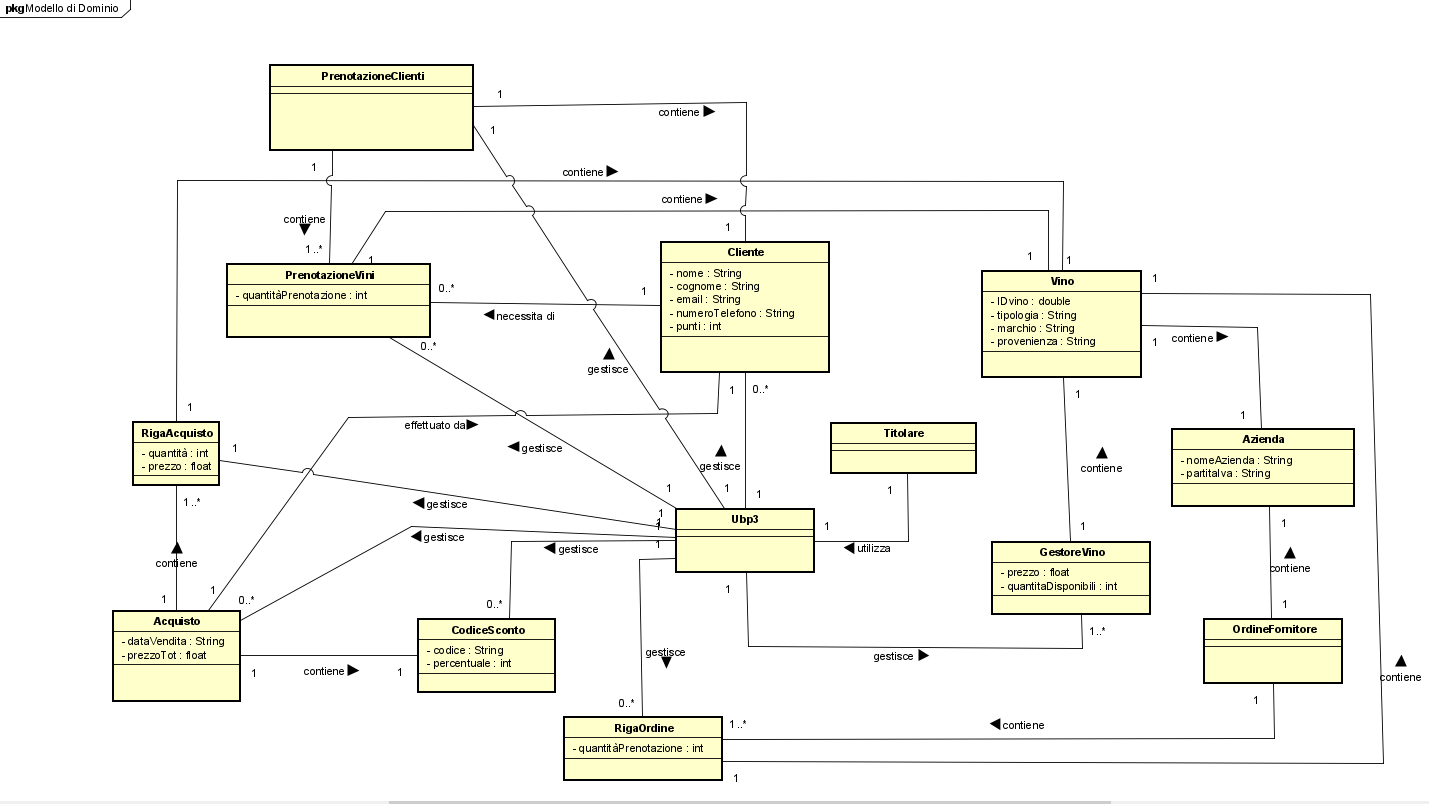 pkg Modello di Dominio
PrenotazioneClienti
1
contiene
1
1
contiene
contiene
contiene
1..*
1
1
1
1
PrenotazioneVini
- quantitàPrenotazione : int
0..*
1
necessita di
0..*
Cliente
- nome : String
- cognome : String
- email : String
- numeroTelefono : String
- punti : int
1
0..*
Vino
- IDvino : double
- tipologia : String
- marchio : String
- provenienza : String
1
1
contiene
1
1
gestisce
effettuato da
gestisce
gestisce
1
RigaAcquisto
- quantità : int
- prezzo : float
1
1..*
Titolare
1
Azienda
- nomeAzienda : String
- partitaIva : String
1
contiene
1
contiene
1
gestisce
gestisce
gestisce
1
1
1
1
1
1
Ubp3
1
utilizza
1
contiene
1
1
0..*
Acquisto
- dataVendita : String
- prezzoTot : float
1
contiene
1
0..*
CodiceSconto
- codice : String
- percentuale : int
GestoreVino
- prezzo : float
- quantitaDisponibili : int
1..*
gestisce
gestisce
OrdineFornitore
1
contiene
contiene
0..*
RigaOrdine
- quantitàPrenotazione : int
1..*
1